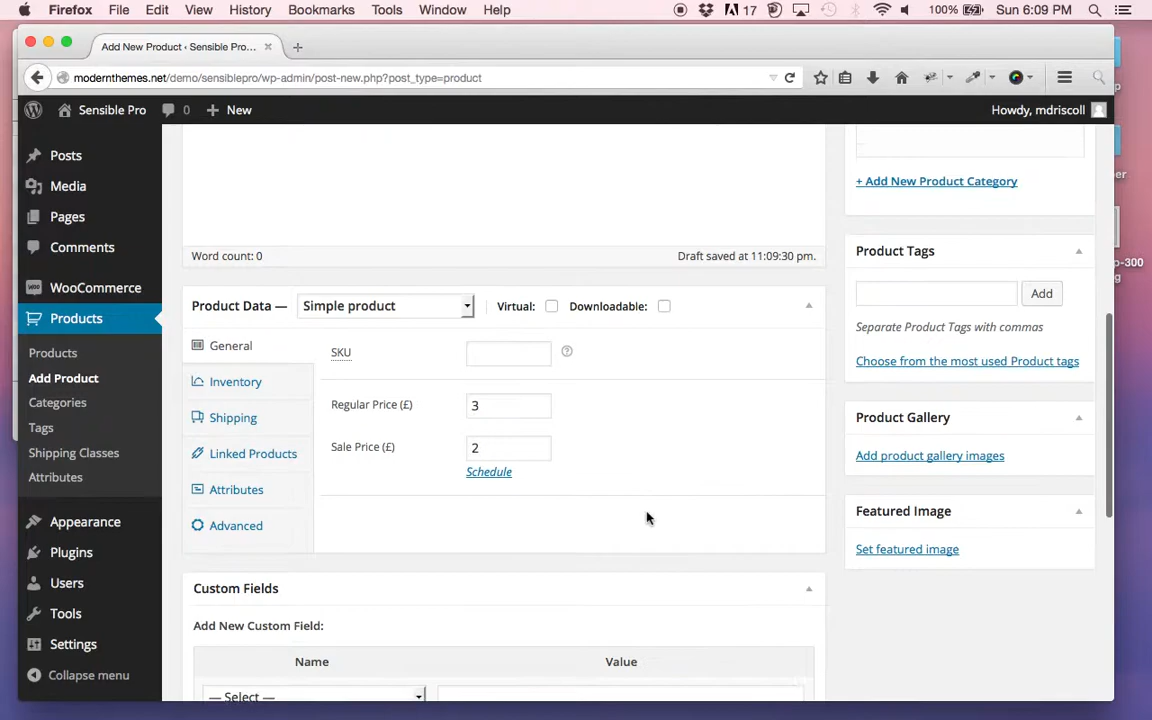 Firefox File Edit View History Bookmarks Tools Window Help 17 100% Sun 6:09 PM
Add New Product ‹ Sensible Pro...
modernthemes.net/demo/sensiblepro/wp-admin/post-new.php?post_type=product
Sensible Pro 0 New Howdy, mdriscoll
Posts
Media
Pages
Comments
WooCommerce
Products
Products
Add Product
Categories
Tags
Shipping Classes
Attributes
Appearance
Plugins
Users
Tools
Settings
Collapse menu
Word count: 0 Draft saved at 11:09:30 pm.
Product Data — Simple product Virtual: Downloadable:
General
Inventory
Shipping
Linked Products
Attributes
Advanced
SKU
Regular Price (£) 3
Sale Price (£) 2
Schedule
Custom Fields
Add New Custom Field:
Name Value
— Select —
+ Add New Product Category
Product Tags
Add
Separate Product Tags with commas
Choose from the most used Product tags
Product Gallery
Add product gallery images
Featured Image
Set featured image